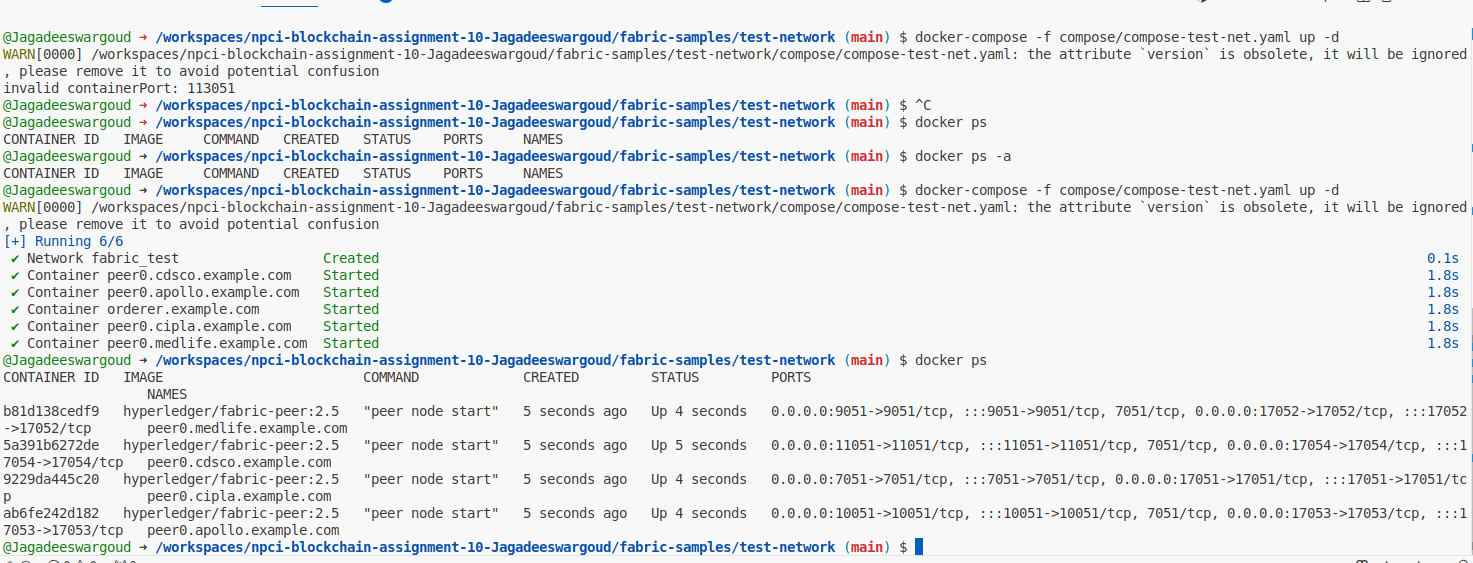 @Jagadeeswargoud ➜ /workspaces/npci-blockchain-assignment-10-Jagadeeswargoud/fabric-samples/test-network (main) $ docker-compose -f compose/compose-test-net.yaml up -d
WARN[0000] /workspaces/npci-blockchain-assignment-10-Jagadeeswargoud/fabric-samples/test-network/compose/compose-test-net.yaml: the attribute `version` is obsolete, it will be ignored
, please remove it to avoid potential confusion
invalid containerPort: 113051
@Jagadeeswargoud ➜ /workspaces/npci-blockchain-assignment-10-Jagadeeswargoud/fabric-samples/test-network (main) $ ^C
@Jagadeeswargoud ➜ /workspaces/npci-blockchain-assignment-10-Jagadeeswargoud/fabric-samples/test-network (main) $ docker ps
CONTAINER ID   IMAGE     COMMAND   CREATED   STATUS    PORTS     NAMES
@Jagadeeswargoud ➜ /workspaces/npci-blockchain-assignment-10-Jagadeeswargoud/fabric-samples/test-network (main) $ docker ps -a
CONTAINER ID   IMAGE     COMMAND   CREATED   STATUS    PORTS     NAMES
@Jagadeeswargoud ➜ /workspaces/npci-blockchain-assignment-10-Jagadeeswargoud/fabric-samples/test-network (main) $ docker-compose -f compose/compose-test-net.yaml up -d
WARN[0000] /workspaces/npci-blockchain-assignment-10-Jagadeeswargoud/fabric-samples/test-network/compose/compose-test-net.yaml: the attribute `version` is obsolete, it will be ignored
, please remove it to avoid potential confusion
[+] Running 6/6
✔ Network fabric_test Created 0.1s
✔ Container peer0.cdsco.example.com Started 1.8s
✔ Container peer0.apollo.example.com Started 1.8s
✔ Container orderer.example.com Started 1.8s
✔ Container peer0.cipla.example.com Started 1.8s
✔ Container peer0.medlife.example.com Started 1.8s
@Jagadeeswargoud ➜ /workspaces/npci-blockchain-assignment-10-Jagadeeswargoud/fabric-samples/test-network (main) $ docker ps
CONTAINER ID   IMAGE   COMMAND   CREATED   STATUS   PORTS
NAMES
b81d138cedf9   hyperledger/fabric-peer:2.5   "peer node start"   5 seconds ago   Up 4 seconds   0.0.0.0:9051->9051/tcp, :::9051->9051/tcp, 7051/tcp, 0.0.0.0:17052->17052/tcp, :::17052
->17052/tcp   peer0.medlife.example.com
5a391b6272de   hyperledger/fabric-peer:2.5   "peer node start"   5 seconds ago   Up 5 seconds   0.0.0.0:11051->11051/tcp, :::11051->11051/tcp, 7051/tcp, 0.0.0.0:17054->17054/tcp, :::1
7054->17054/tcp   peer0.cdsco.example.com
9229da445c20   hyperledger/fabric-peer:2.5   "peer node start"   5 seconds ago   Up 4 seconds   0.0.0.0:7051->7051/tcp, :::7051->7051/tcp, 0.0.0.0:17051->17051/tcp, :::17051->17051/tc
p   peer0.cipla.example.com
ab6fe242d182   hyperledger/fabric-peer:2.5   "peer node start"   5 seconds ago   Up 4 seconds   0.0.0.0:10051->10051/tcp, :::10051->10051/tcp, 7051/tcp, 0.0.0.0:17053->17053/tcp, :::1
7053->17053/tcp   peer0.apollo.example.com
@Jagadeeswargoud ➜ /workspaces/npci-blockchain-assignment-10-Jagadeeswargoud/fabric-samples/test-network (main) $